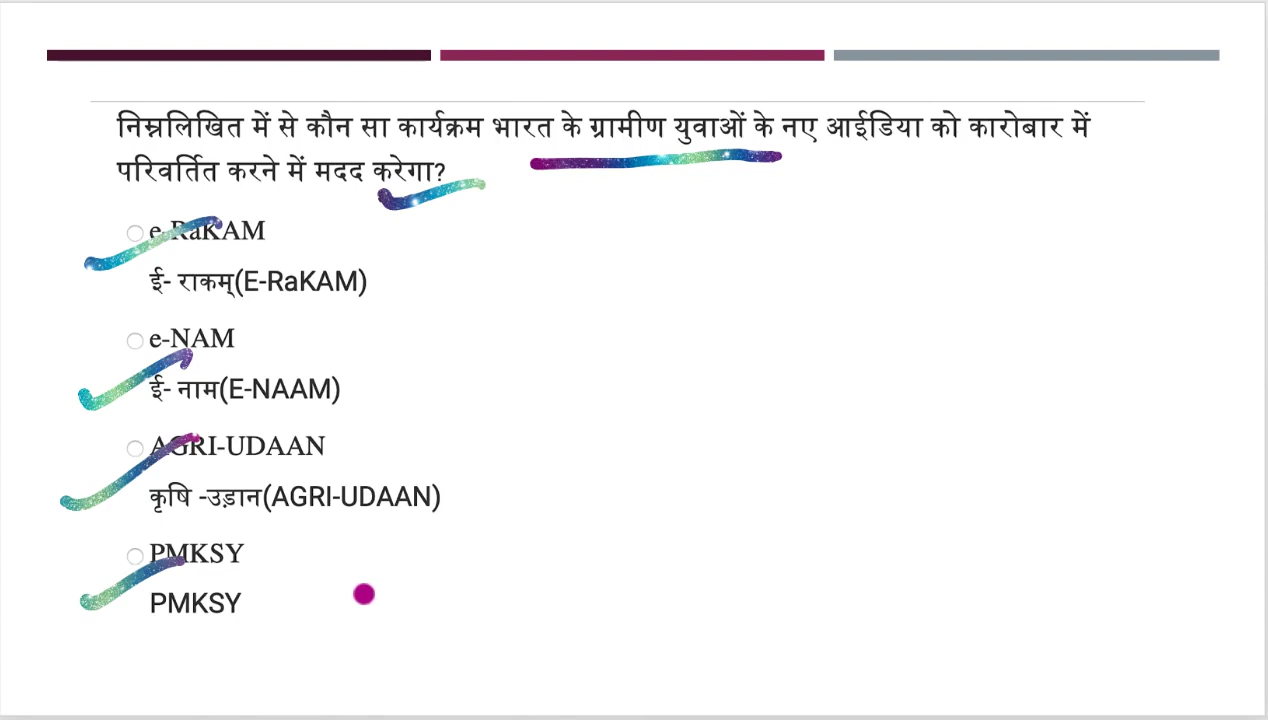 निम्नलिखित में से कौन सा कार्यक्रम भारत के ग्रामीण युवाओं के नए आईडिया को कारोबार में
परिवर्तित करने में मदद करेगा?
e-RaKAM
ई- राकम्(E-RaKAM)
e-NAM
ई- नाम(E-NAAM)
AGRI-UDAAN
कृषि -उड़ान(AGRI-UDAAN)
PMKSY
PMKSY